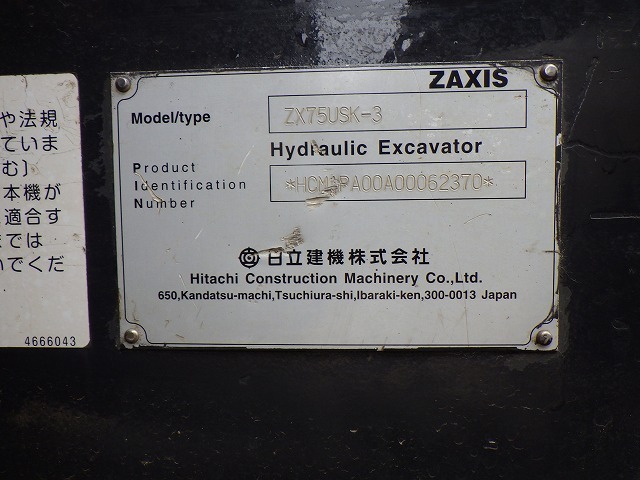 ZAXIS
Model/type ZX75USK-3
Hydraulic Excavator
Product
Identification
Number
日立建機株式会社
Hitachi Construction Machinery Co.,Ltd.
650,Kandatsu-machi,Tsuchiura-shi,Ibaraki-ken,300-0013 Japan
や法規
ていま
む)
本機が
適合す
では
いでくだ
4666043